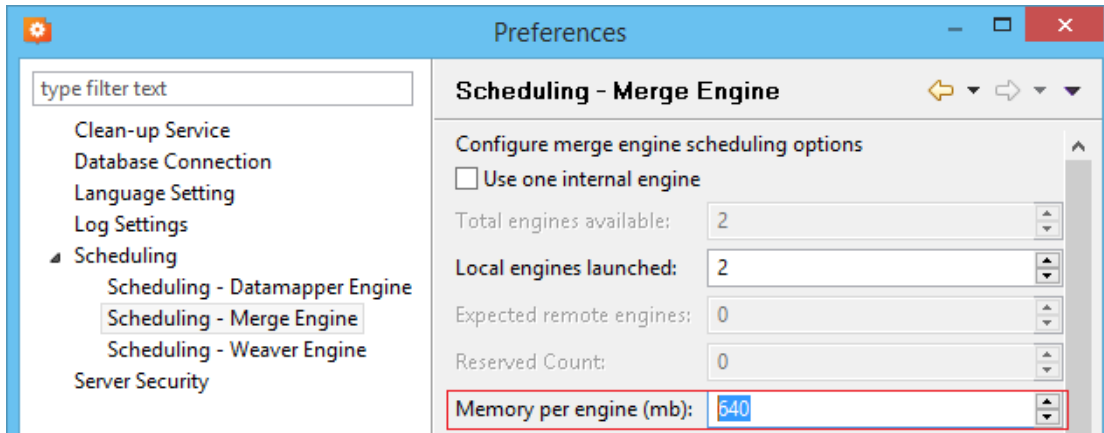 Preferences
type filter text
Clean-up Service
Database Connection
Language Setting
Log Settings
Scheduling
Scheduling - Datamapper Engine
Scheduling - Merge Engine
Scheduling - Weaver Engine
Server Security
Scheduling - Merge Engine
Configure merge engine scheduling options
Use one internal engine
Total engines available: 2
Local engines launched: 2
Expected remote engines: 0
Reserved Count: 0
Memory per engine (mb): 640